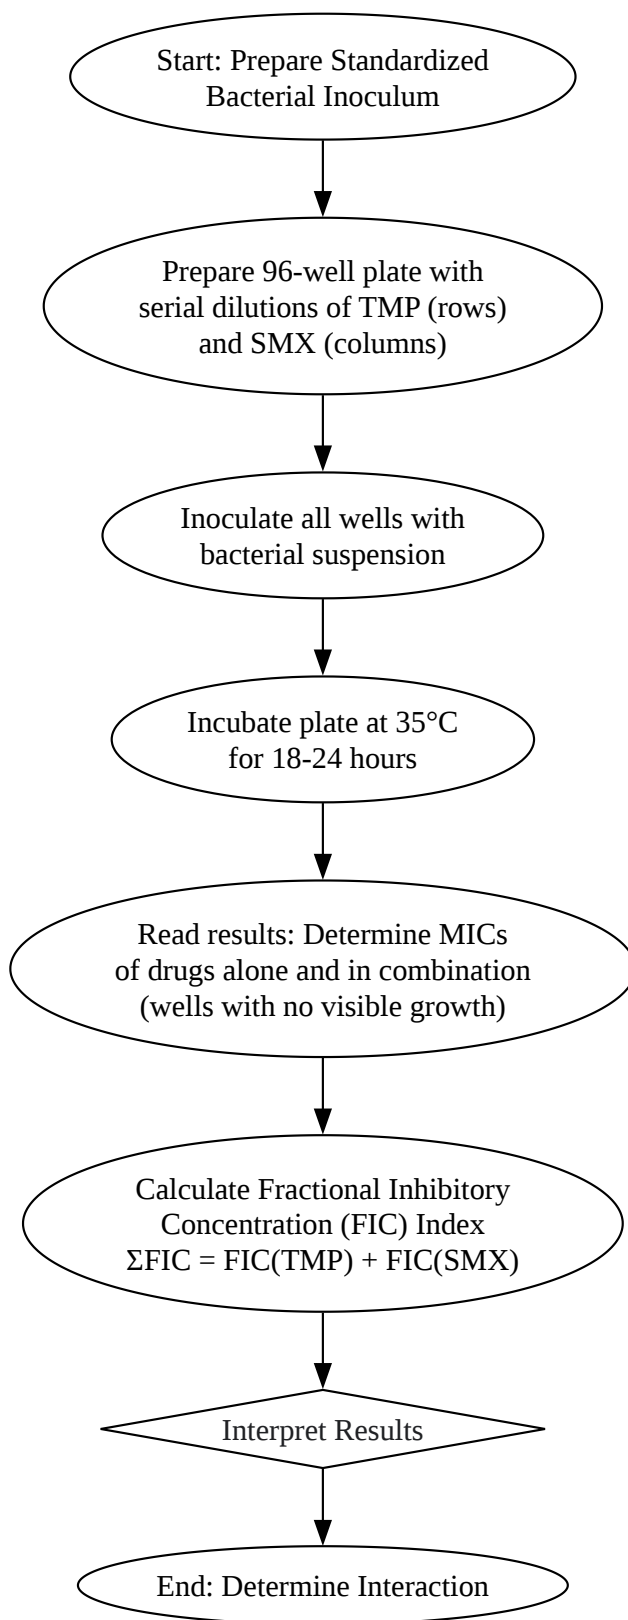 Start: Prepare Standardized
Bacterial Inoculum
Prepare 96-well plate with
serial dilutions of TMP (rows)
and SMX (columns)
Inoculate all wells with
bacterial suspension
Incubate plate at 35°C
for 18-24 hours
Read results: Determine MICs
of drugs alone and in combination
(wells with no visible growth)
Calculate Fractional Inhibitory
Concentration (FIC) Index
ΣFIC = FIC(TMP) + FIC(SMX)
Interpret Results
End: Determine Interaction